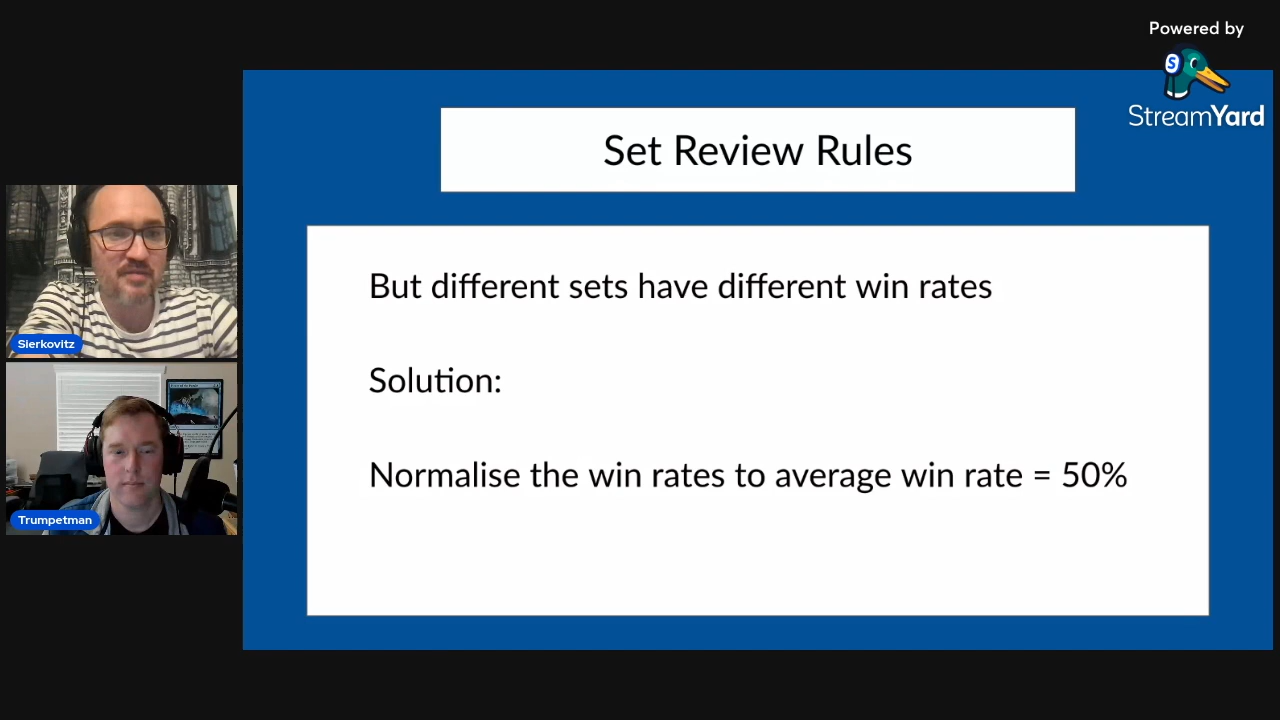 Powered by
S
StreamYard
Set Review Rules
But different sets have different win rates
Solution:
Normalise the win rates to average win rate = 50%
Sierkovitz
Trumpetman